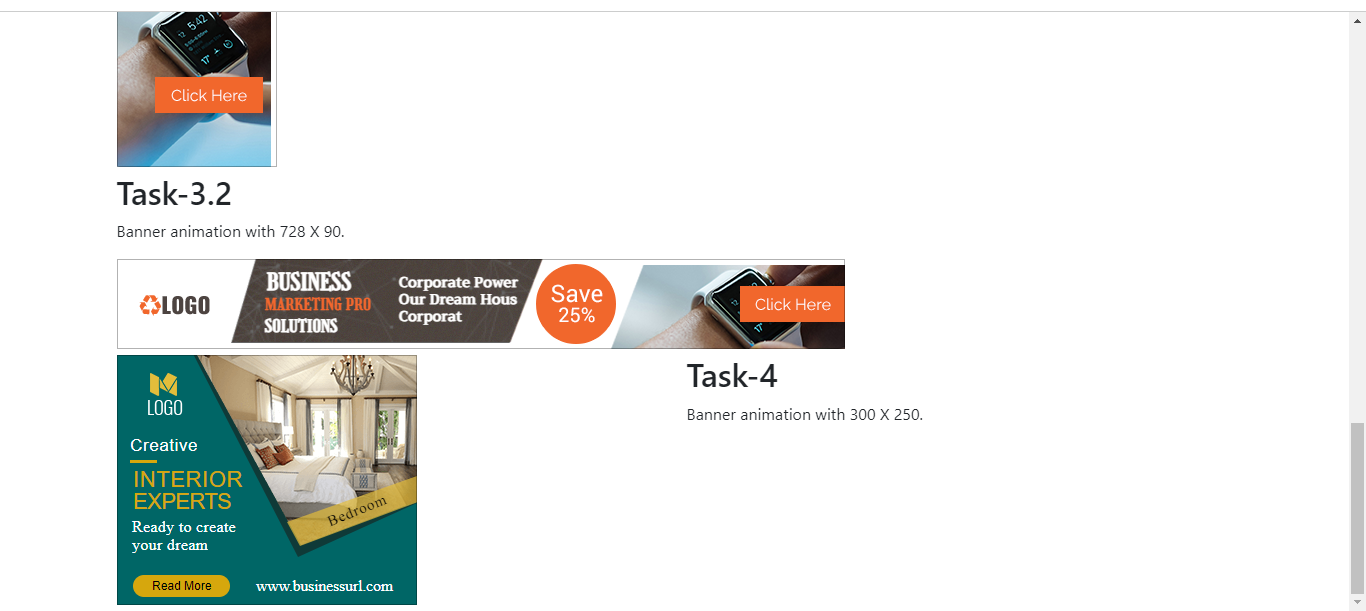 5:42
Click Here
Task-3.2
Banner animation with 728 X 90.
LOGO
BUSINESS
MARKETING PRO
SOLUTIONS
Corporate Power
Our Dream Hous
Corporat
Save
25%
Click Here
LOGO
Creative
INTERIOR
EXPERTS
Ready to create
your dream
Bedroom
Read More
www.businessurl.com
Task-4
Banner animation with 300 X 250.